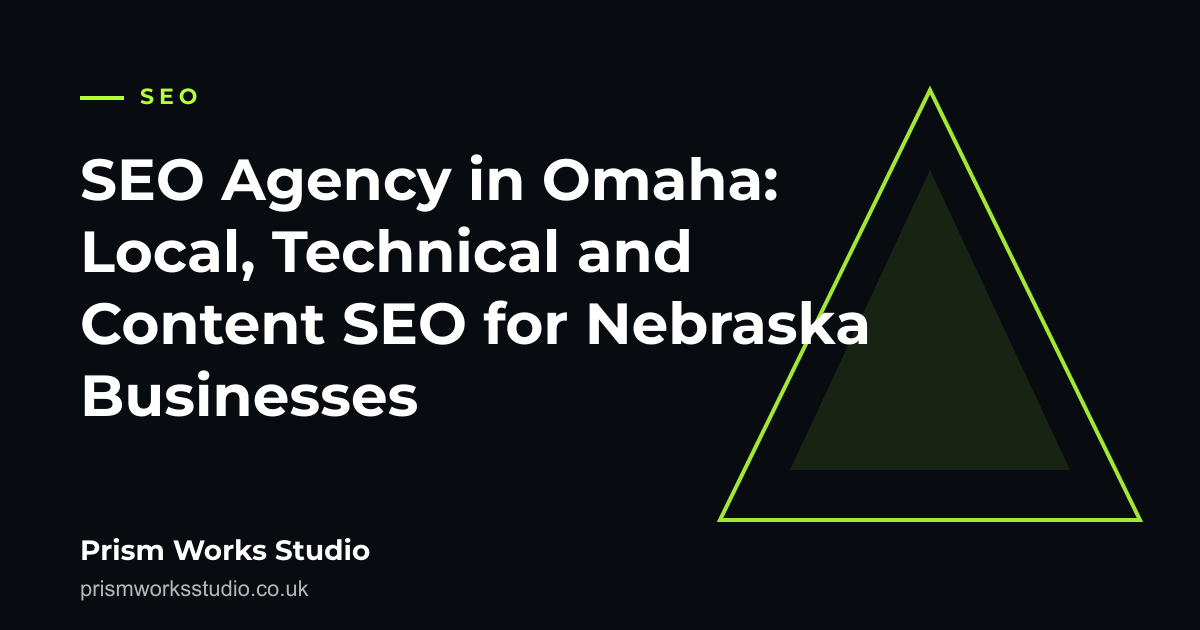 SEO
SEO Agency in Omaha:
Local, Technical and
Content SEO for Nebraska
Businesses
Prism Works Studio
prismworksstudio.co.uk